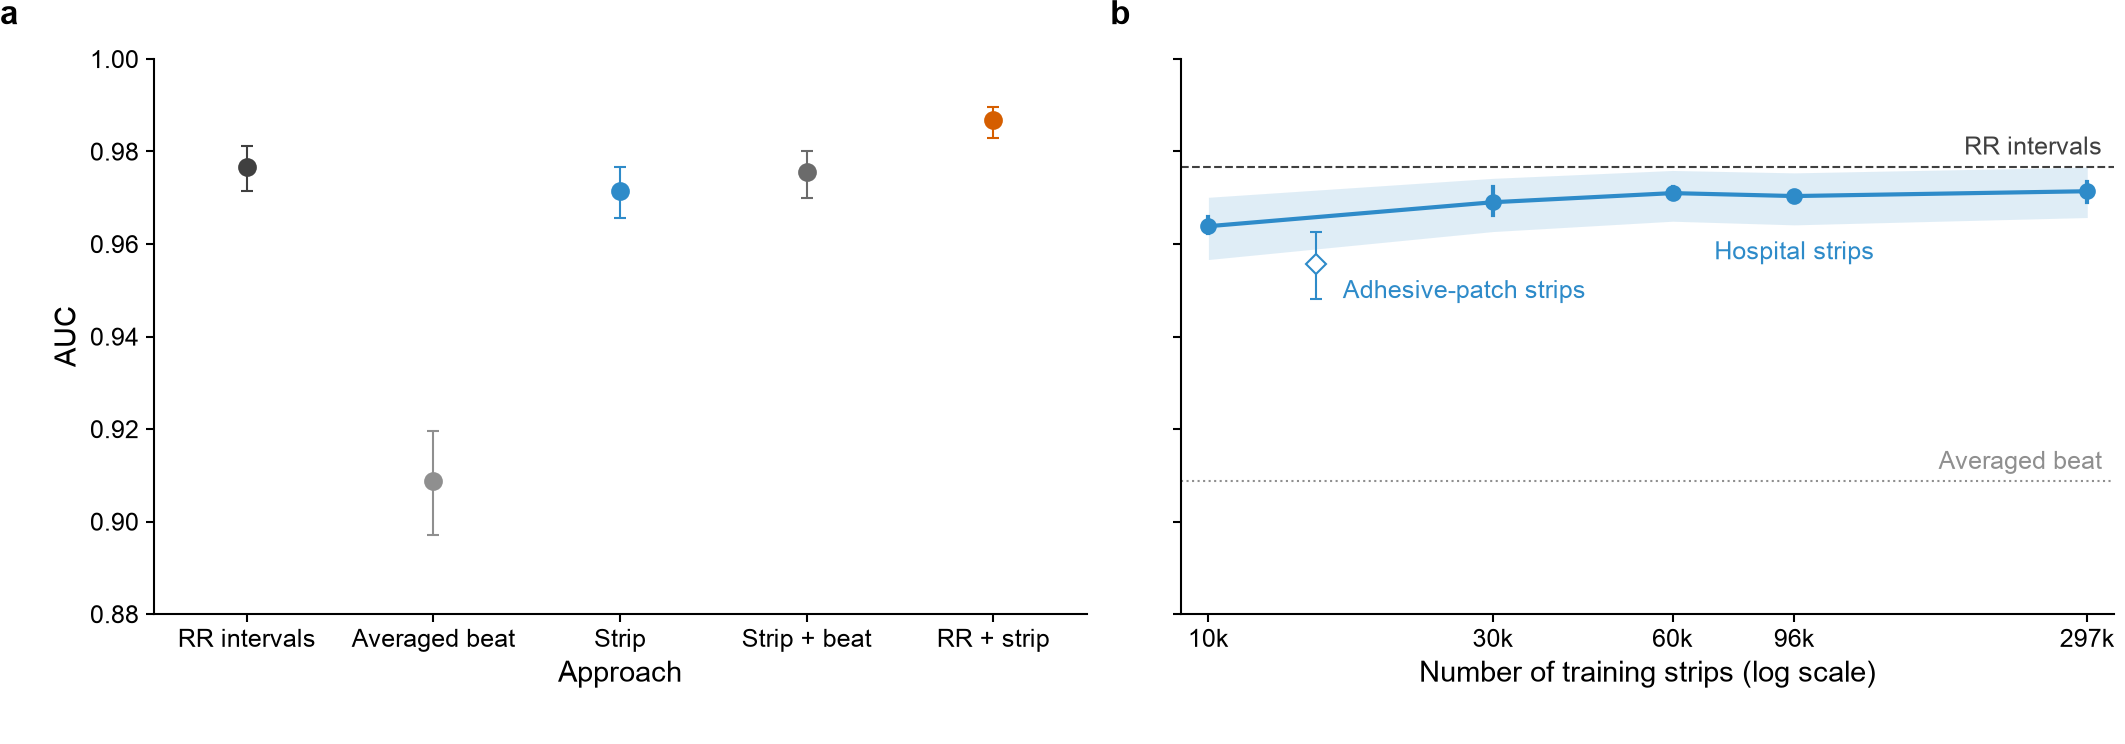 a
1.00
0.98
0.96
0.94
0.92
0.90
0.88
AUC
RR intervals
Averaged beat
Strip
Strip + beat
RR + strip
Approach
b
RR intervals
Hospital strips
Adhesive-patch strips
Averaged beat
10k
30k
60k
96k
297k
Number of training strips (log scale)